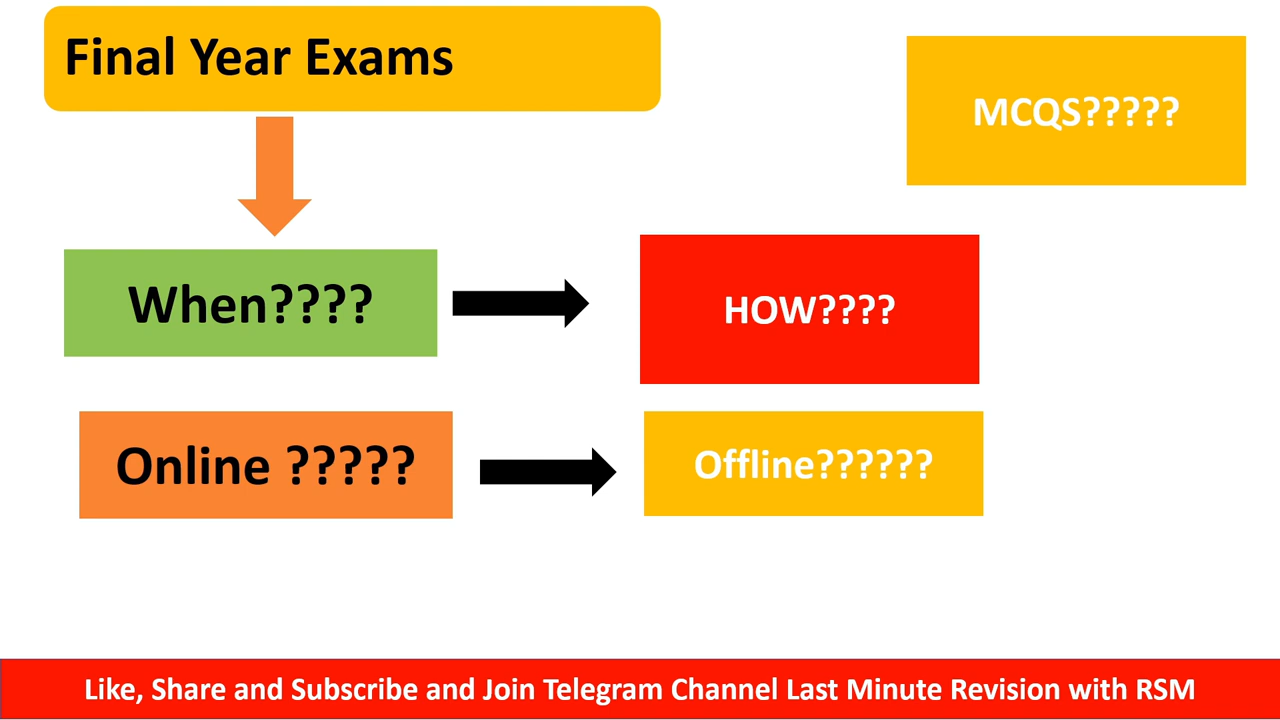 Final Year Exams
MCQS?????
When????
HOW????
Online ?????
Offline??????
Like, Share and Subscribe and Join Telegram Channel Last Minute Revision with RSM